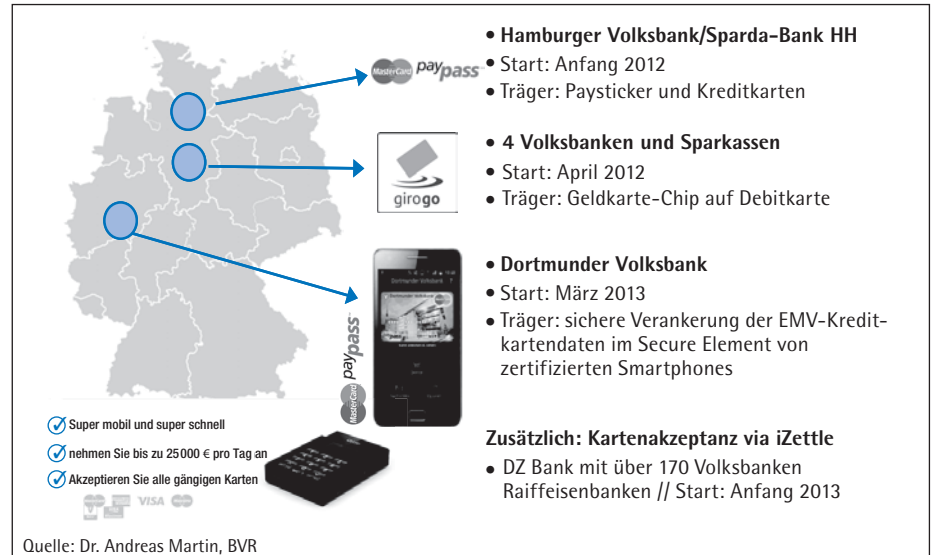 • Hamburger Volksbank/Sparda-Bank HH
• Start: Anfang 2012
• Träger: Paysticker und Kreditkarten
MasterCard paypass
• 4 Volksbanken und Sparkassen
• Start: April 2012
• Träger: Geldkarte-Chip auf Debitkarte
girogo
• Dortmunder Volksbank
• Start: März 2013
• Träger: sichere Verankerung der EMV-Kredit-
kartendaten im Secure Element von
zertifizierten Smartphones
Dortmunder Volksbank
MasterCard paypass
Super mobil und super schnell
nehmen Sie bis zu 25000 € pro Tag an
Akzeptieren Sie alle gängigen Karten
VISA
Zusätzlich: Kartenakzeptanz via iZettle
• DZ Bank mit über 170 Volksbanken
Raiffeisenbanken // Start: Anfang 2013
Quelle: Dr. Andreas Martin, BVR